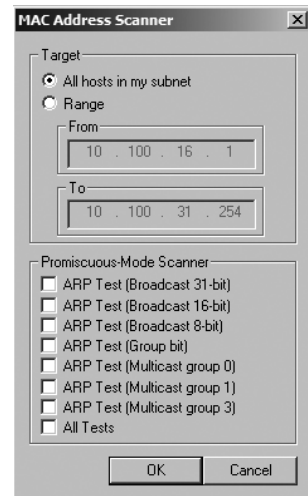 MAC Address Scanner
Target
All hosts in my subnet
Range
From
10 . 100 . 16 . 1
To
10 . 100 . 31 . 254
Promiscuous-Mode Scanner
ARP Test (Broadcast 31-bit)
ARP Test (Broadcast 16-bit)
ARP Test (Broadcast 8-bit)
ARP Test (Group bit)
ARP Test (Multicast group 0)
ARP Test (Multicast group 1)
ARP Test (Multicast group 3)
All Tests
OK Cancel